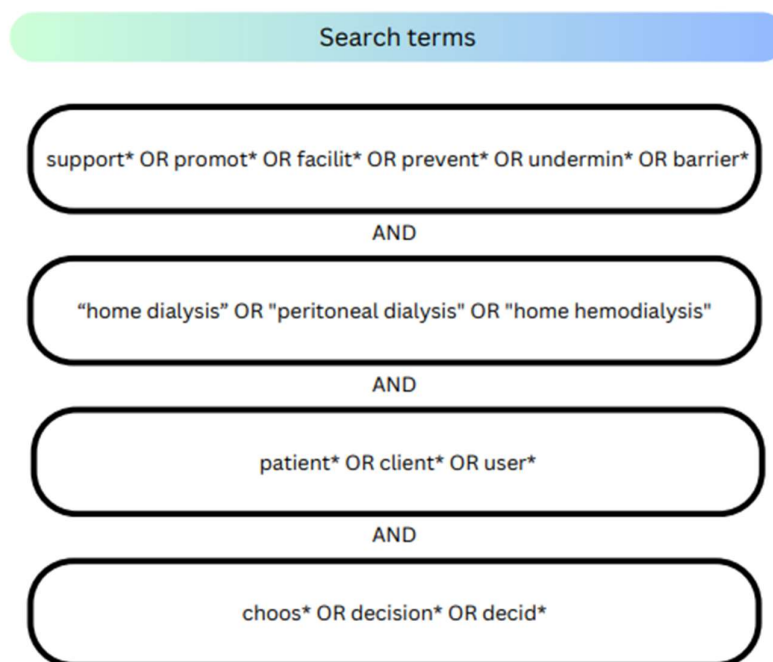 Search terms
support* OR promot* OR facilit* OR prevent* OR undermin* OR barrier*
AND
“home dialysis” OR "peritoneal dialysis" OR "home hemodialysis"
AND
patient* OR client* OR user*
AND
choos* OR decision* OR decid*